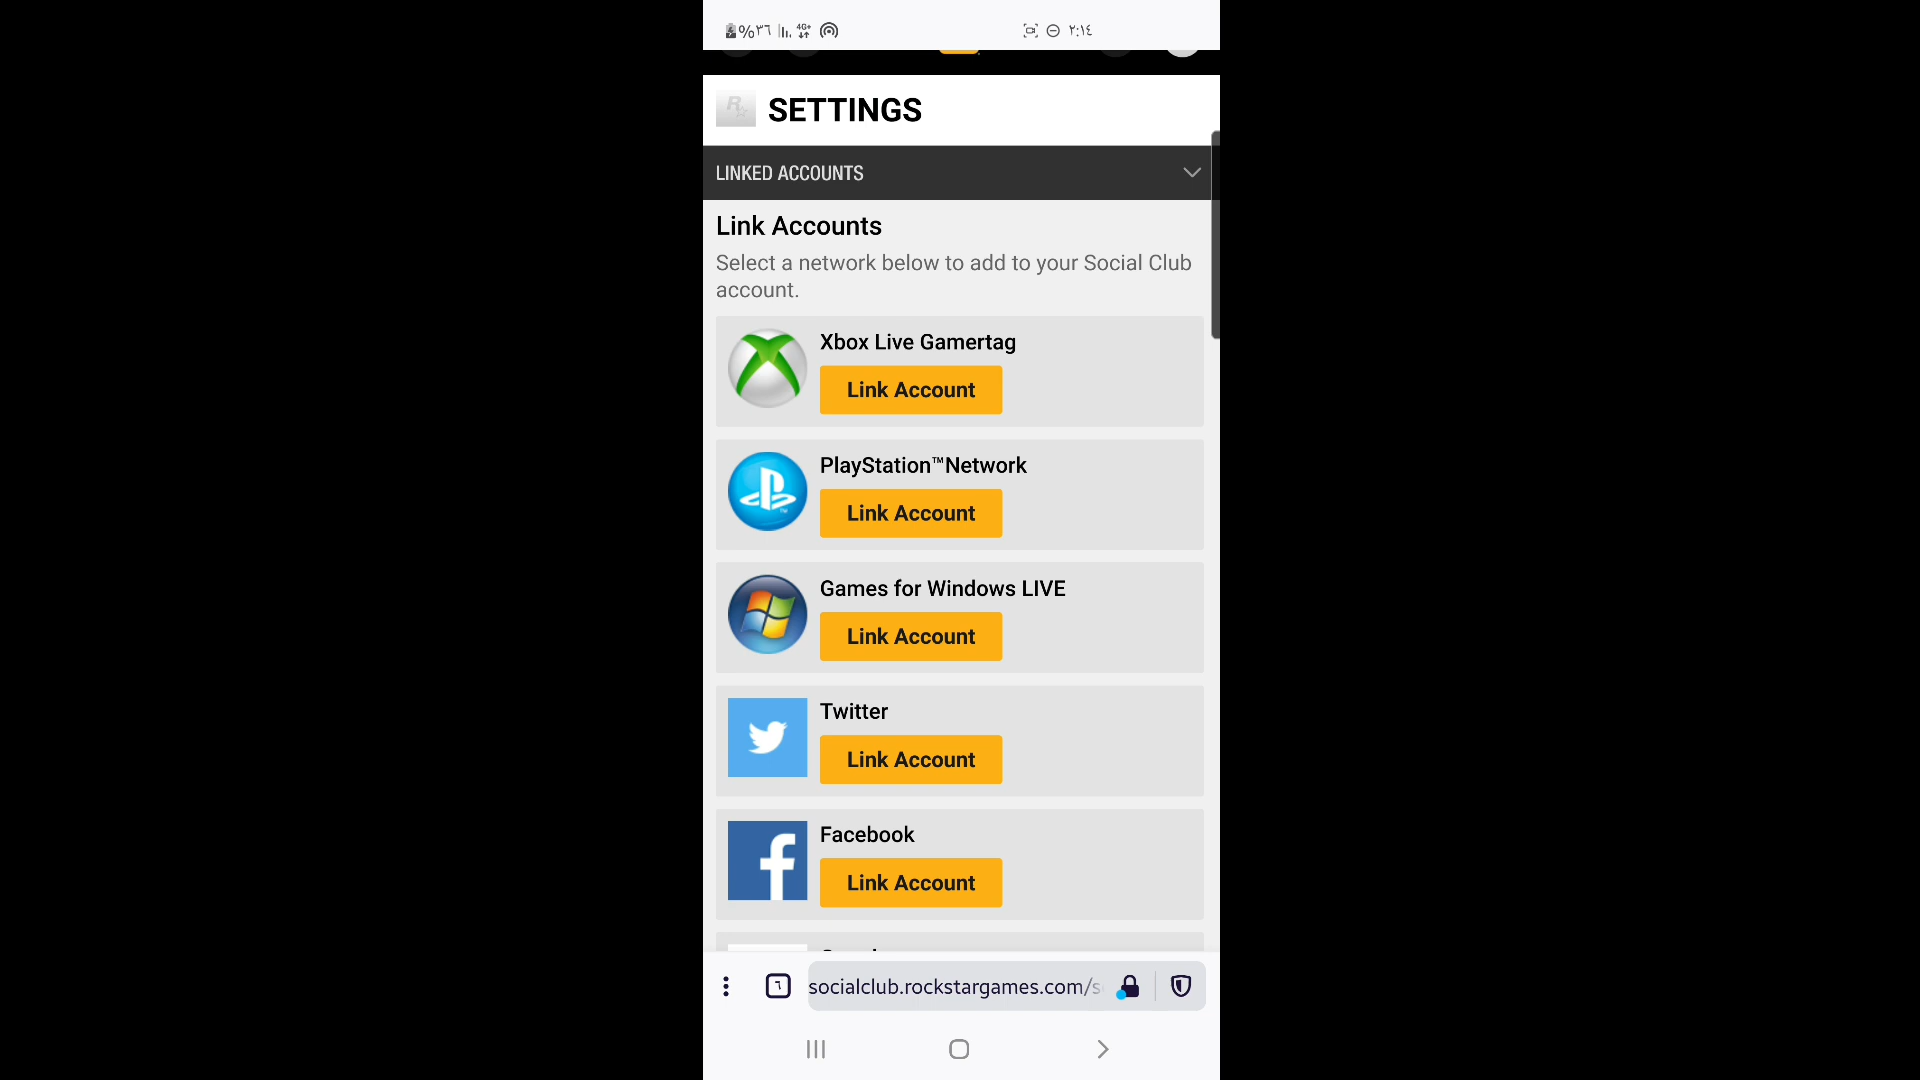 %٣٦ 4G+ ٢:١٤
SETTINGS
LINKED ACCOUNTS
Link Accounts
Select a network below to add to your Social Club
account.
Xbox Live Gamertag
Link Account
PlayStation™Network
Link Account
Games for Windows LIVE
Link Account
Twitter
Link Account
Facebook
Link Account
٦ socialclub.rockstargames.com/s